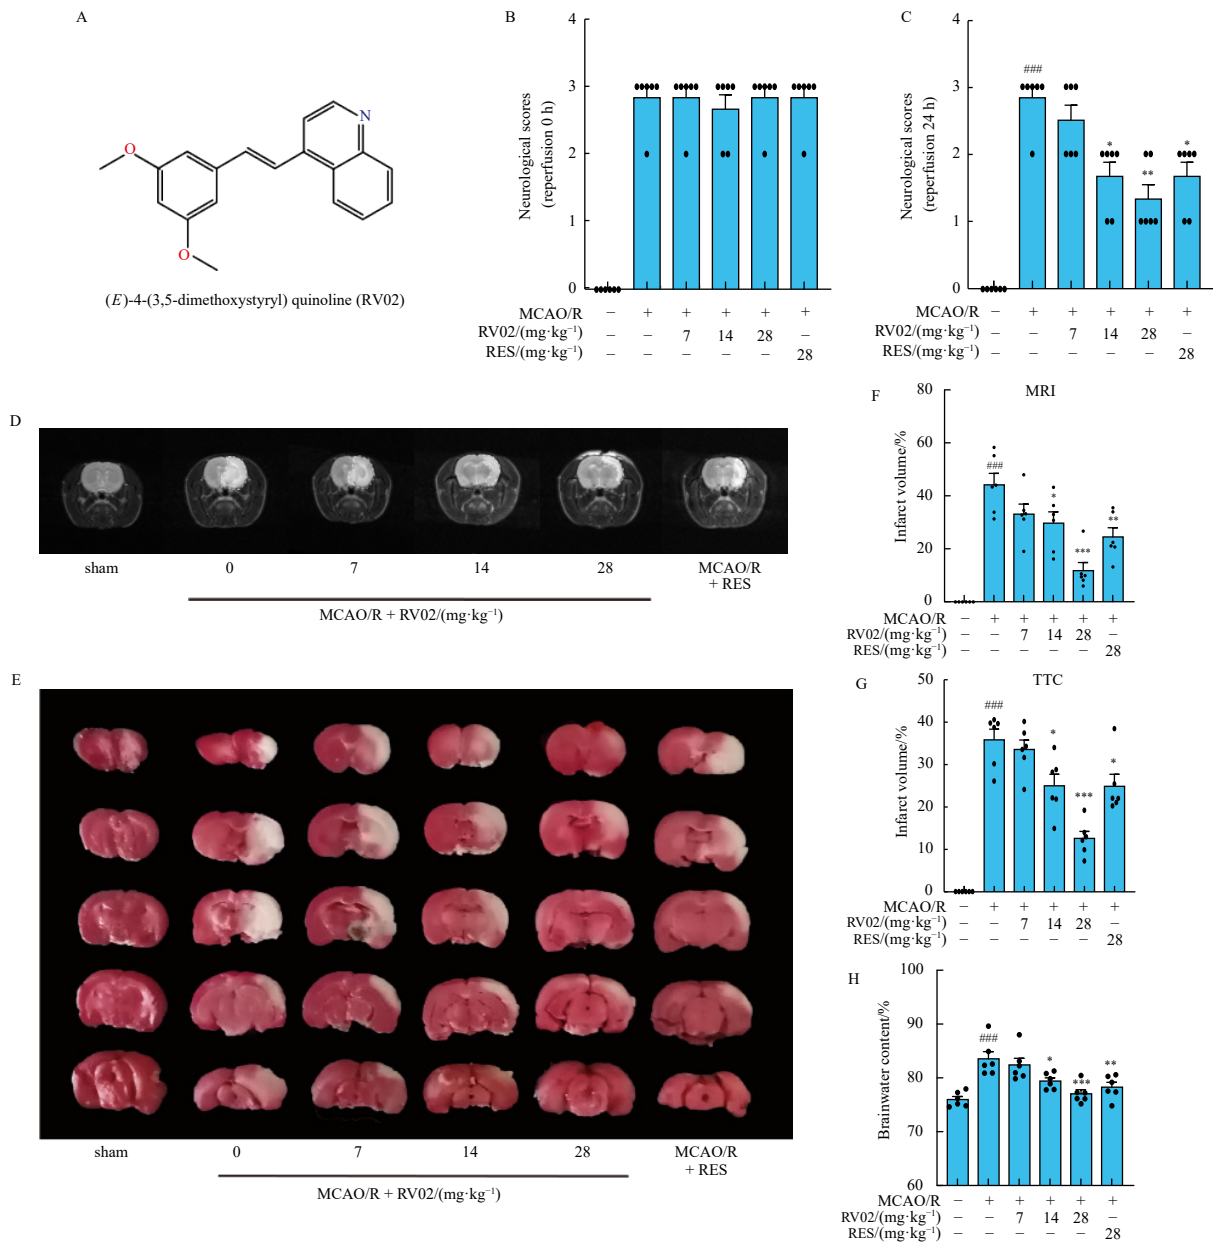 A
O
O
N
(E)-4-(3,5-dimethoxystyryl) quinoline (RV02)
B
Neurological scores
(reperfusion 0 h)
4
3
2
1
0
MCAO/R – + + + + +
RV02/(mg·kg⁻¹) – – 7 14 28 –
RES/(mg·kg⁻¹) – – – – – 28
C
Neurological scores
(reperfusion 24 h)
4
3
2
1
0
###
*
**
*
MCAO/R – + + + + +
RV02/(mg·kg⁻¹) – – 7 14 28 –
RES/(mg·kg⁻¹) – – – – – 28
D
sham 0 7 14 28 MCAO/R
+ RES
MCAO/R + RV02/(mg·kg⁻¹)
E
sham 0 7 14 28 MCAO/R
+ RES
MCAO/R + RV02/(mg·kg⁻¹)
F
MRI
Infarct volume/%
80
60
40
20
0
###
*
***
**
MCAO/R – + + + + +
RV02/(mg·kg⁻¹) – – 7 14 28 –
RES/(mg·kg⁻¹) – – – – – 28
G
TTC
Infarct volume/%
50
40
30
20
10
0
###
*
***
*
MCAO/R – + + + + +
RV02/(mg·kg⁻¹) – – 7 14 28 –
RES/(mg·kg⁻¹) – – – – – 28
H
Brainwater content/%
100
90
80
70
60
###
*
***
**
MCAO/R – + + + + +
RV02/(mg·kg⁻¹) – – 7 14 28 –
RES/(mg·kg⁻¹) – – – – – 28